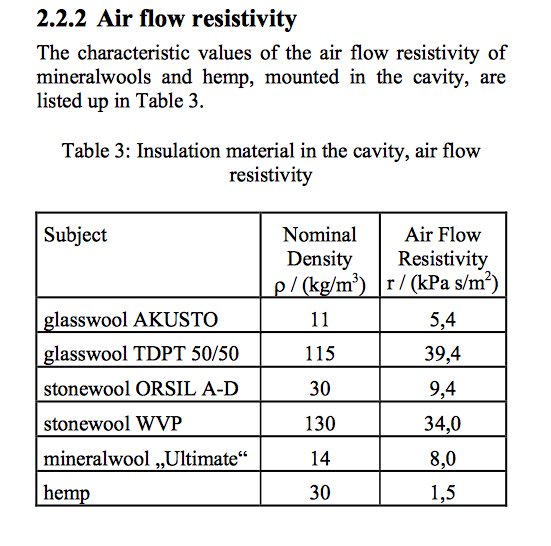 2.2.2 Air flow resistivity
The characteristic values of the air flow resistivity of
mineralwools and hemp, mounted in the cavity, are
listed up in Table 3.
Table 3: Insulation material in the cavity, air flow
resistivity
Subject
Nominal
Density
ρ / (kg/m³)
Air Flow
Resistivity
r / (kPa s/m²)
glasswool AKUSTO 11 5,4
glasswool TDPT 50/50 115 39,4
stonewool ORSIL A-D 30 9,4
stonewool WVP 130 34,0
mineralwool „Ultimate“ 14 8,0
hemp 30 1,5